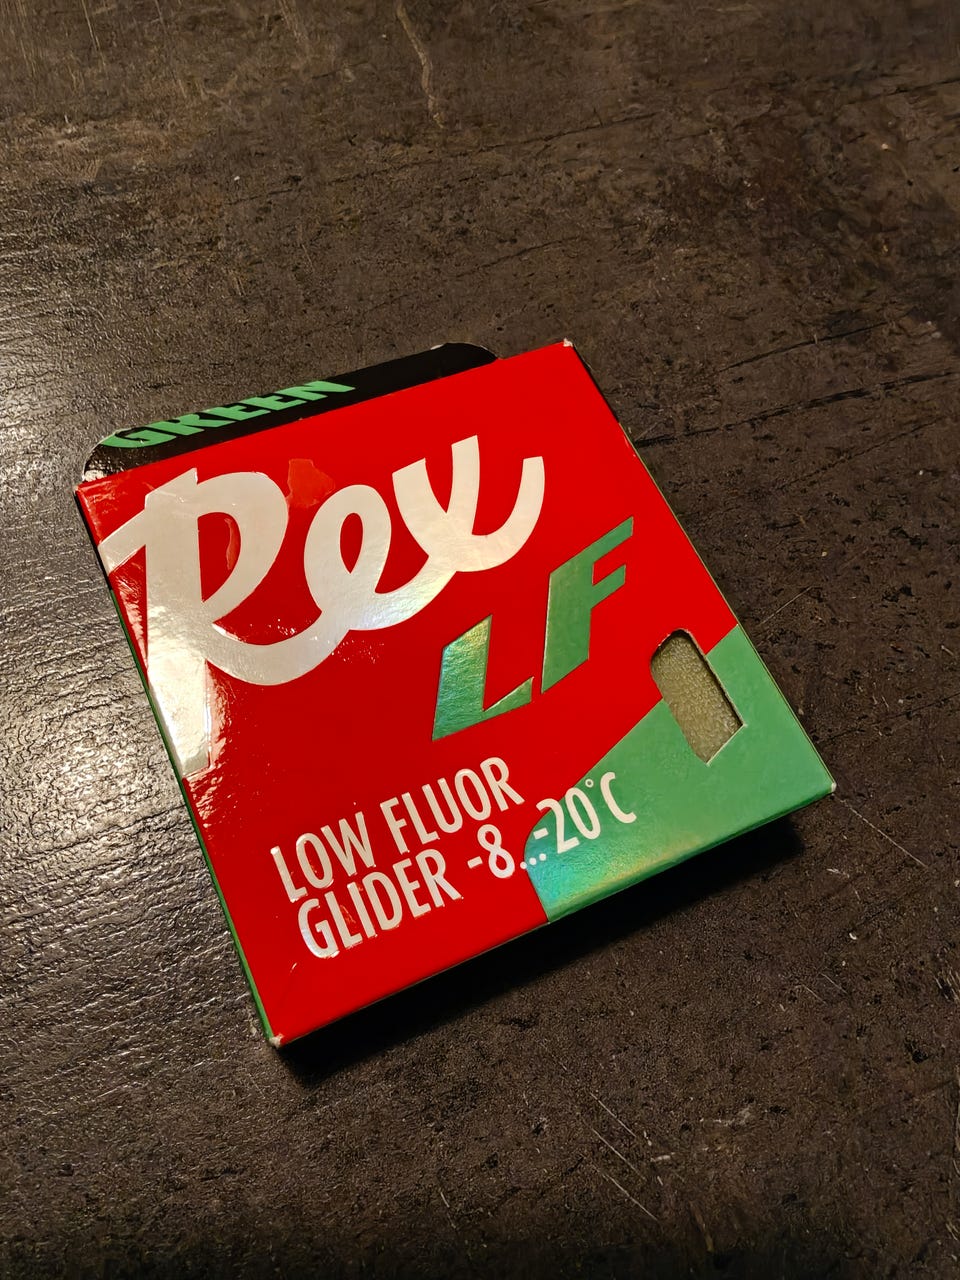 GREEN
Rex
LF
LOW FLUOR
GLIDER -8...-20°C